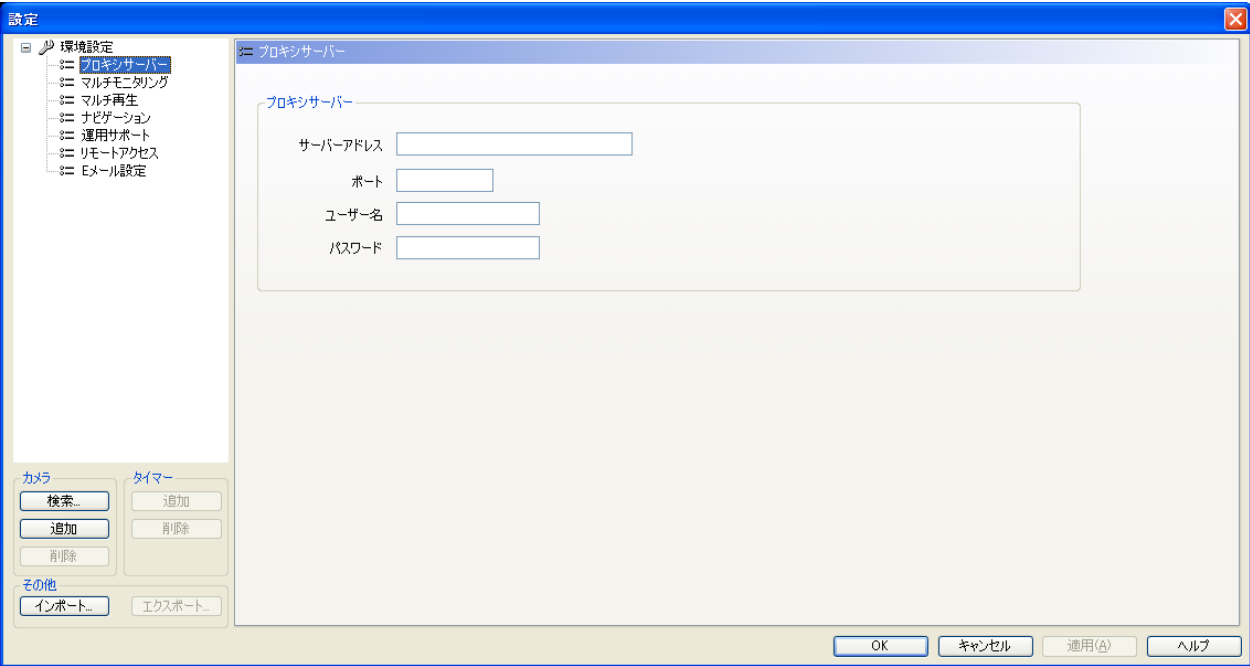 設定
環境設定
プロキシサーバー
マルチモニタリング
マルチ再生
ナビゲーション
運用サポート
リモートアクセス
Eメール設定
プロキシサーバー
プロキシサーバー
サーバーアドレス
ポート
ユーザー名
パスワード
カメラ
検索...
追加
削除
タイマー
追加
削除
その他
インポート...
エクスポート...
OK
キャンセル
適用(A)
ヘルプ